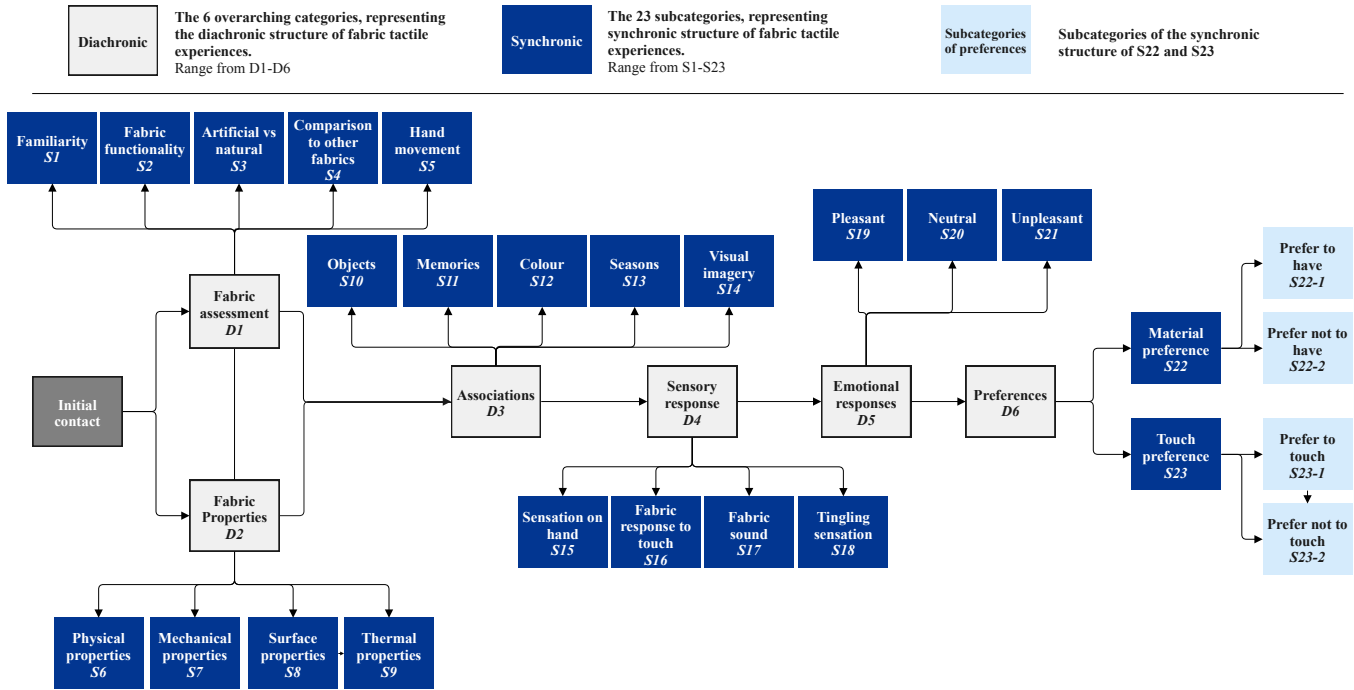 Diachronic
The 6 overarching categories, representing
the diachronic structure of fabric tactile
experiences.
Range from D1-D6
Synchronic
The 23 subcategories, representing
synchronic structure of fabric tactile
experiences.
Range from S1-S23
Subcategories
of preferences
Subcategories of the synchronic
structure of S22 and S23
Familiarity
S1
Fabric
functionality
S2
Artificial vs
natural
S3
Comparison
to other
fabrics
S4
Hand
movement
S5
Pleasant
S19
Neutral
S20
Unpleasant
S21
Objects
S10
Memories
S11
Colour
S12
Seasons
S13
Visual
imagery
S14
Prefer to
have
S22-1
Fabric
assessment
D1
Material
preference
S22
Prefer not to
have
S22-2
Initial
contact
Associations
D3
Sensory
response
D4
Emotional
responses
D5
Preferences
D6
Touch
preference
S23
Prefer to
touch
S23-1
Fabric
Properties
D2
Sensation on
hand
S15
Fabric
response to
touch
S16
Fabric
sound
S17
Tingling
sensation
S18
Prefer not to
touch
S23-2
Physical
properties
S6
Mechanical
properties
S7
Surface
properties
S8
Thermal
properties
S9